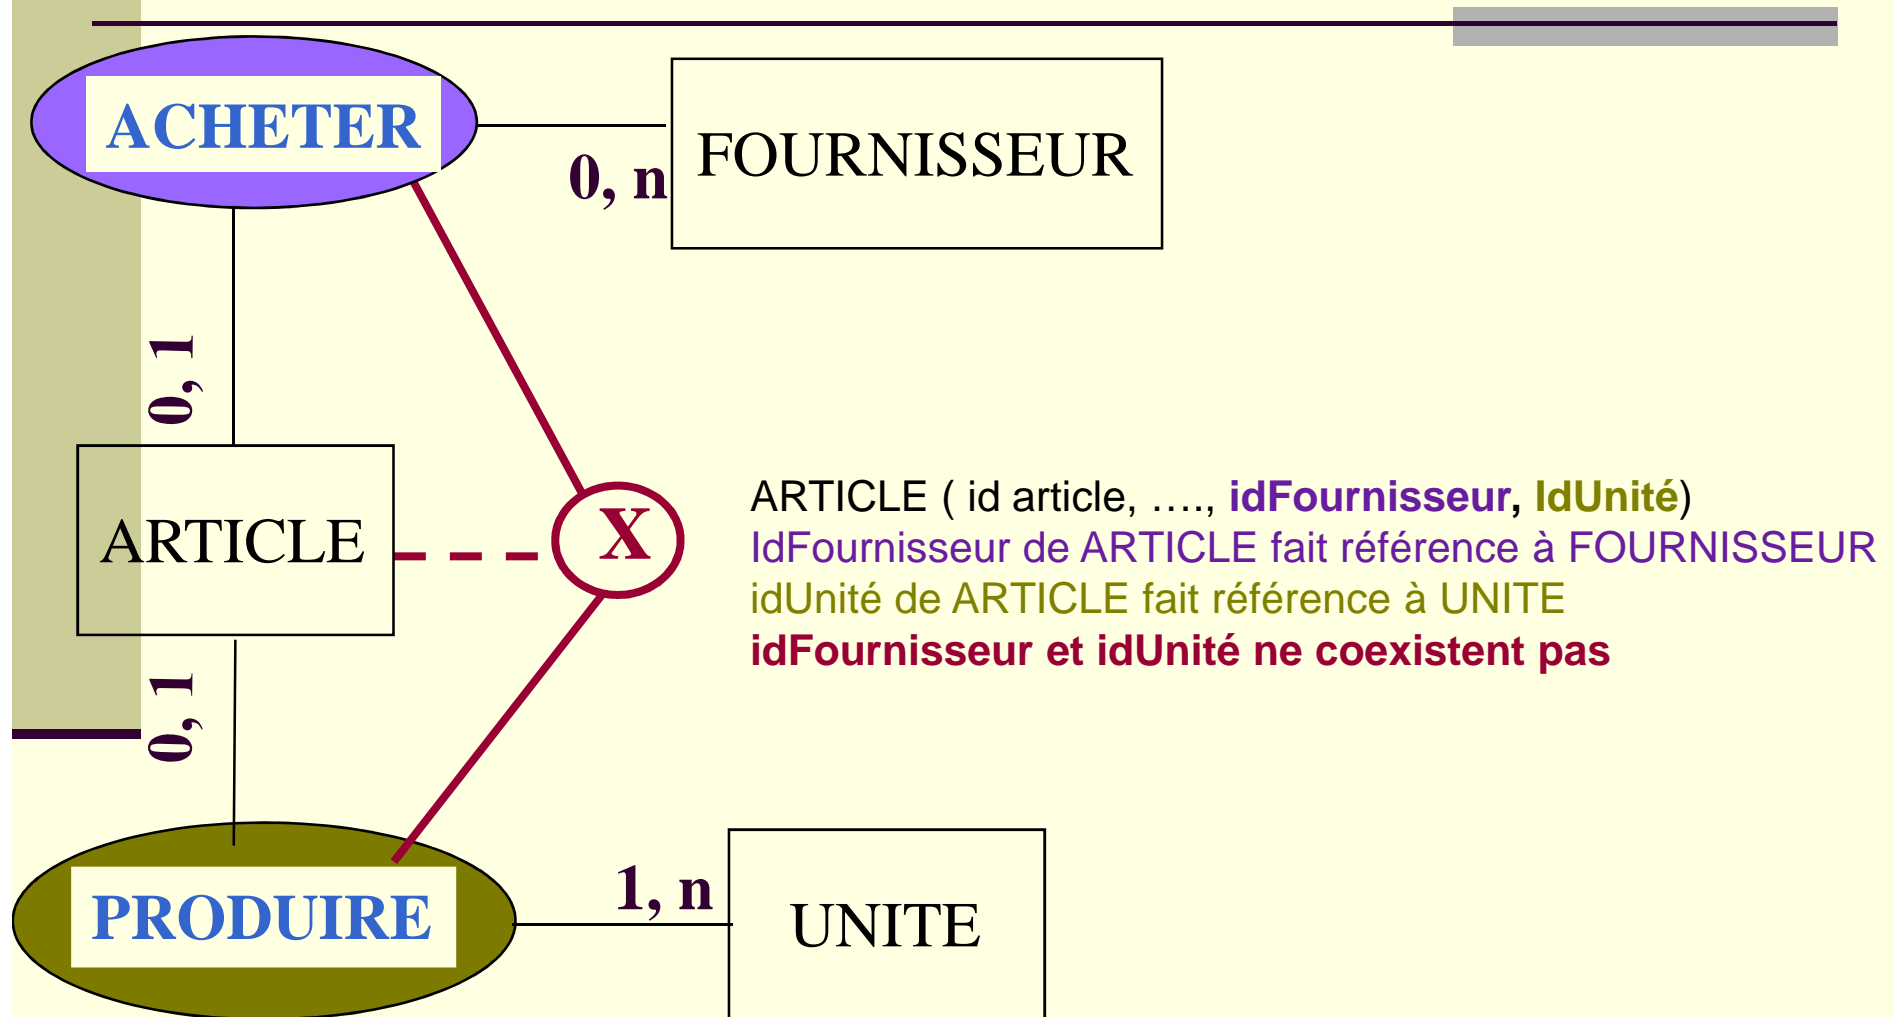 ACHETER
FOURNISSEUR
0, n
0, 1
ARTICLE
X
ARTICLE ( id article, …., idFournisseur, IdUnité)
IdFournisseur de ARTICLE fait référence à FOURNISSEUR
idUnité de ARTICLE fait référence à UNITE
idFournisseur et idUnité ne coexistent pas
0, 1
PRODUIRE
1, n
UNITE